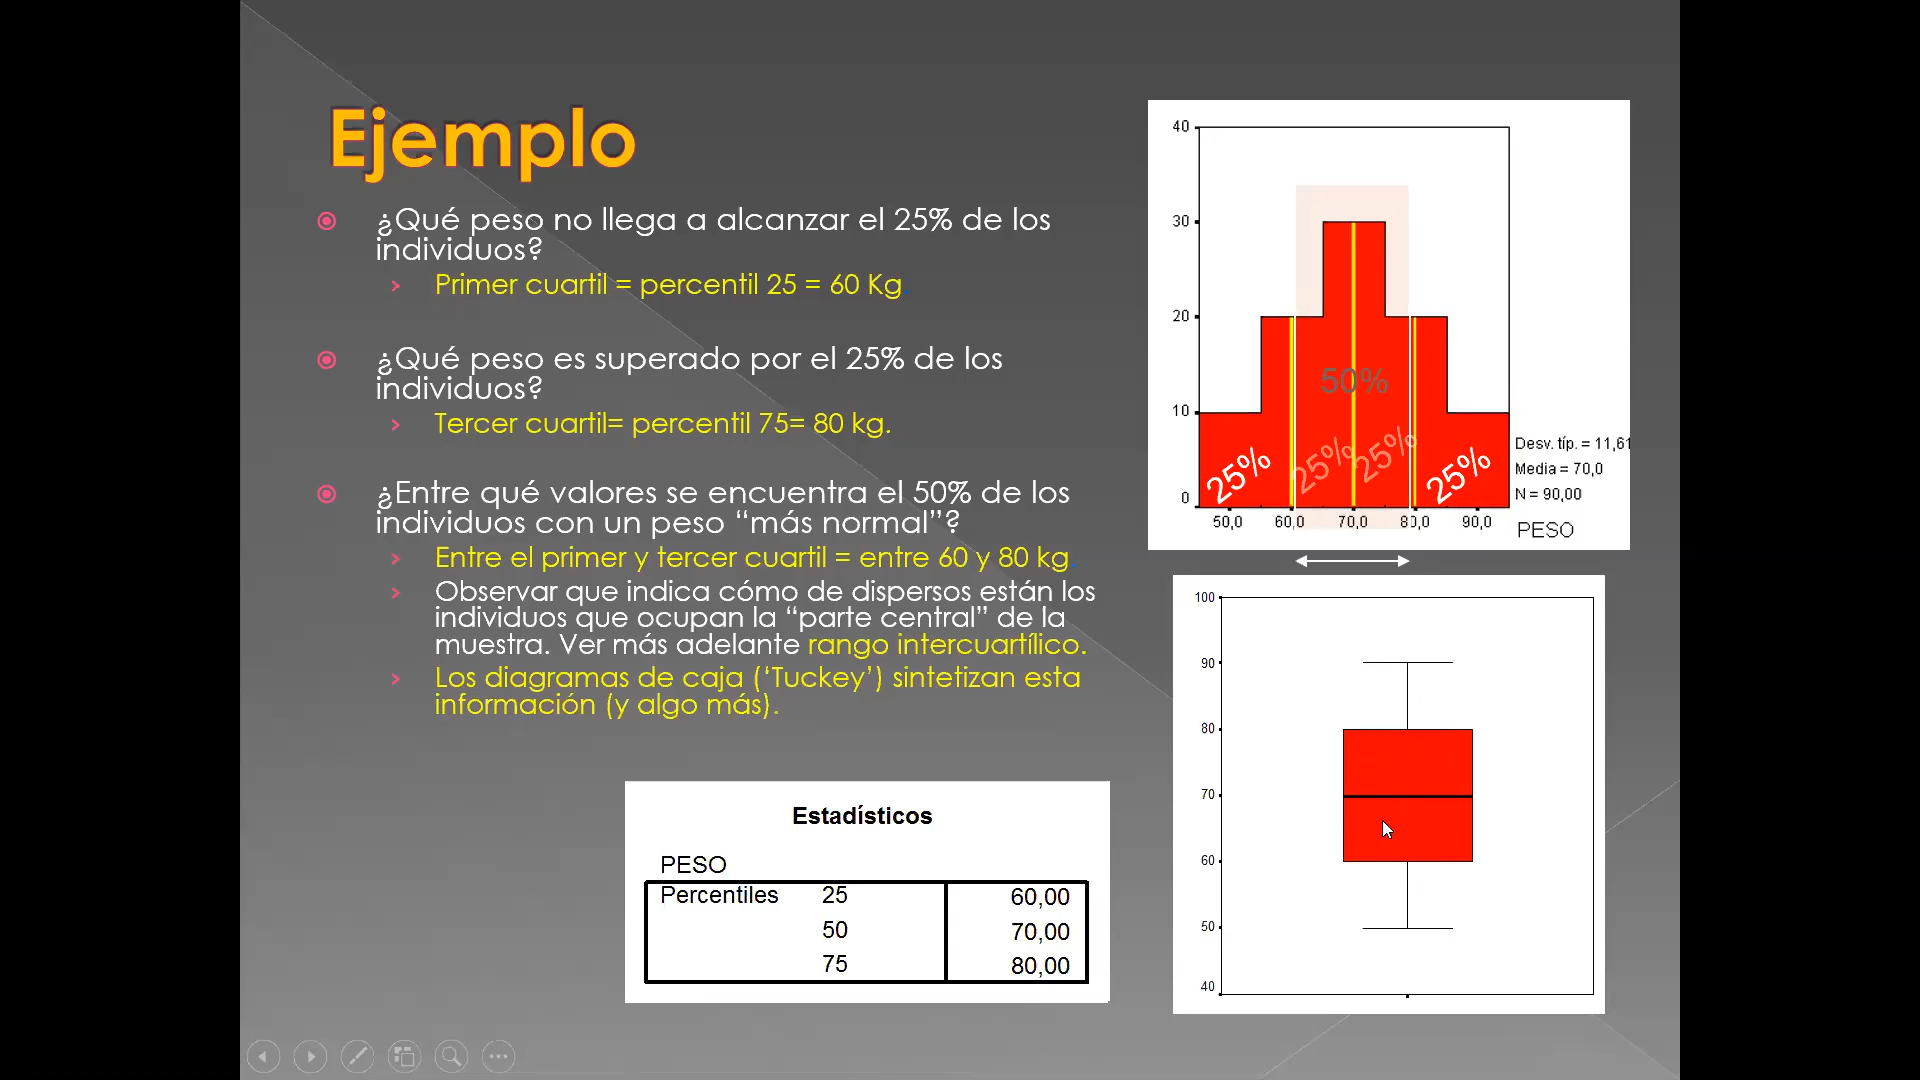 Ejemplo
¿Qué peso no llega a alcanzar el 25% de los
individuos?
Primer cuartil = percentil 25 = 60 Kg
¿Qué peso es superado por el 25% de los
individuos?
Tercer cuartil= percentil 75= 80 kg.
¿Entre qué valores se encuentra el 50% de los
individuos con un peso “más normal”?
Entre el primer y tercer cuartil = entre 60 y 80 kg
Observar que indica cómo de dispersos están los
individuos que ocupan la “parte central” de la
muestra. Ver más adelante rango intercuartílico.
Los diagramas de caja (‘Tuckey’) sintetizan esta
información (y algo más).
Estadísticos
PESO
Percentiles 25 60,00
50 70,00
75 80,00
40
30
20
10
0
50%
25% 25% 25% 25%
50,0 60,0 70,0 80,0 90,0
PESO
Desv. típ. = 11,61
Media = 70,0
N = 90,00
100
90
80
70
60
50
40